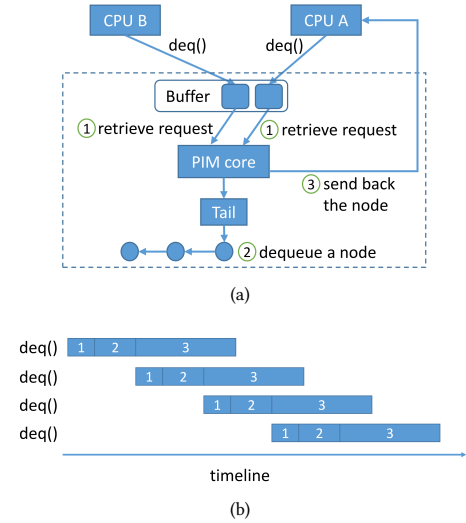 CPU B
CPU A
deq()
deq()
Buffer
1 retrieve request
1 retrieve request
PIM core
3 send back
the node
Tail
2 dequeue a node
(a)
deq() 1 2 3
deq() 1 2 3
deq() 1 2 3
deq() 1 2 3
timeline
(b)